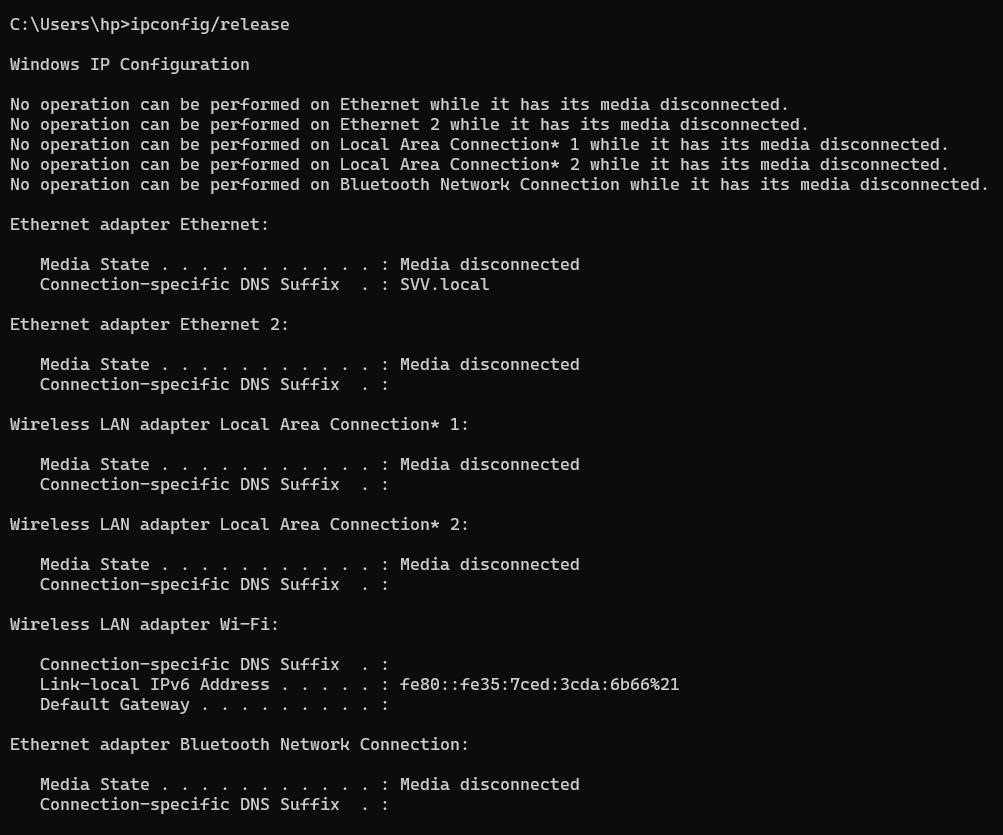 C:\Users\hp>ipconfig/release
Windows IP Configuration
No operation can be performed on Ethernet while it has its media disconnected.
No operation can be performed on Ethernet 2 while it has its media disconnected.
No operation can be performed on Local Area Connection* 1 while it has its media disconnected.
No operation can be performed on Local Area Connection* 2 while it has its media disconnected.
No operation can be performed on Bluetooth Network Connection while it has its media disconnected.
Ethernet adapter Ethernet:
   Media State . . . . . . . . . . . : Media disconnected
   Connection-specific DNS Suffix  . : SVV.local
Ethernet adapter Ethernet 2:
   Media State . . . . . . . . . . . : Media disconnected
   Connection-specific DNS Suffix  . :
Wireless LAN adapter Local Area Connection* 1:
   Media State . . . . . . . . . . . : Media disconnected
   Connection-specific DNS Suffix  . :
Wireless LAN adapter Local Area Connection* 2:
   Media State . . . . . . . . . . . : Media disconnected
   Connection-specific DNS Suffix  . :
Wireless LAN adapter Wi-Fi:
   Connection-specific DNS Suffix  . :
   Link-local IPv6 Address . . . . . : fe80::fe35:7ced:3cda:6b66%21
   Default Gateway . . . . . . . . . :
Ethernet adapter Bluetooth Network Connection:
   Media State . . . . . . . . . . . : Media disconnected
   Connection-specific DNS Suffix  . :